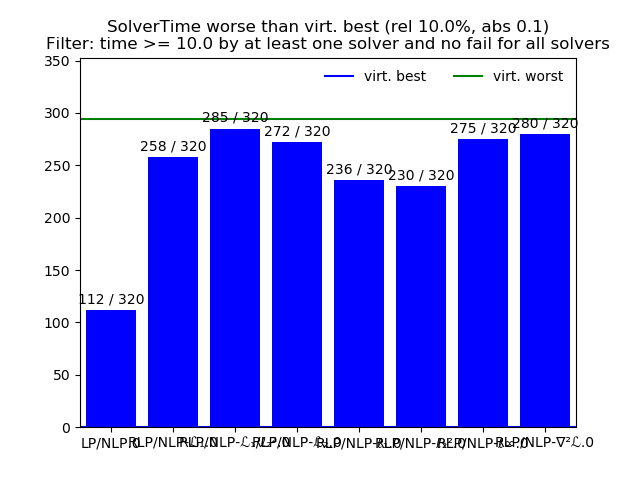 SolverTime worse than virt. best (rel 10.0%, abs 0.1)
Filter: time >= 10.0 by at least one solver and no fail for all solvers
350
virt. best
virt. worst
300
285 / 320
280 / 320
275 / 320
272 / 320
258 / 320
250
236 / 320
230 / 320
200
150
112 / 320
100
50
0